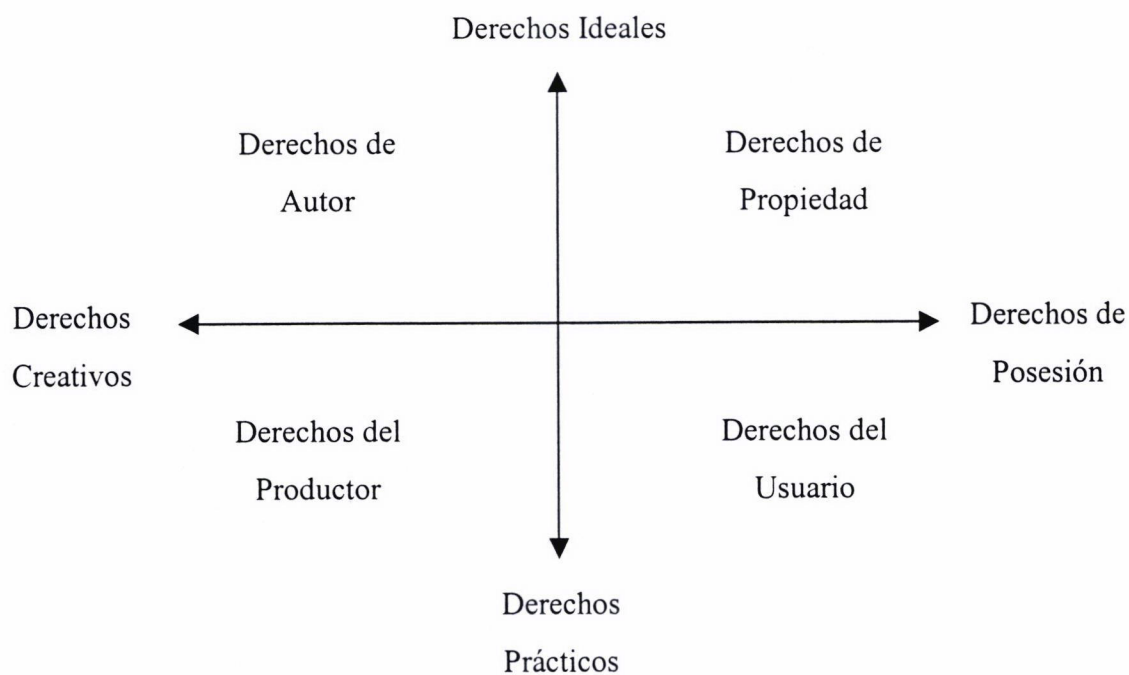 Derechos Ideales
Derechos de
Autor
Derechos de
Propiedad
Derechos
Creativos
Derechos de
Posesión
Derechos del
Productor
Derechos del
Usuario
Derechos
Prácticos